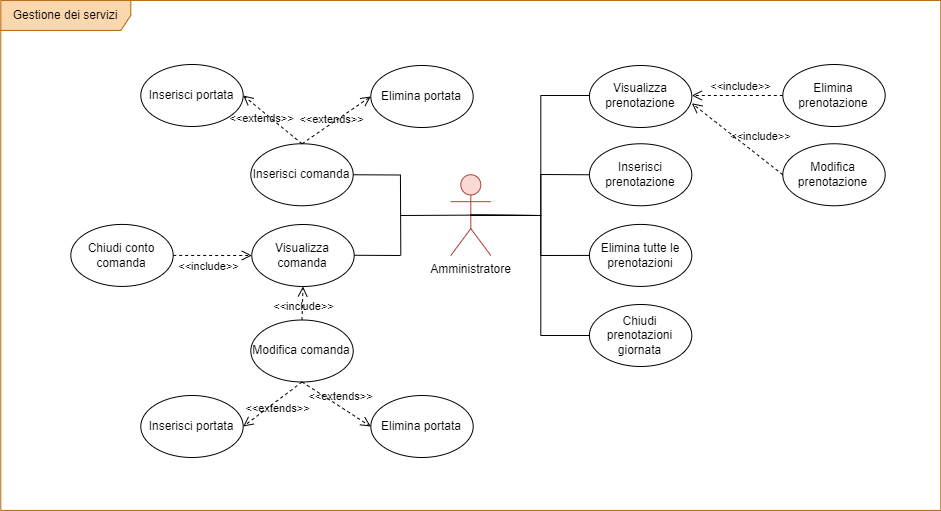 Gestione dei servizi
Inserisci portata
Elimina portata
<<extends>>
<<extends>>
Inserisci comanda
Chiudi conto
comanda
<<include>>
Visualizza
comanda
<<include>>
Modifica comanda
<<extends>>
<<extends>>
Inserisci portata
Elimina portata
Amministratore
Visualizza
prenotazione
<<include>>
Elimina
prenotazione
<<include>>
Inserisci
prenotazione
Modifica
prenotazione
Elimina tutte le
prenotazioni
Chiudi
prenotazioni
giornata